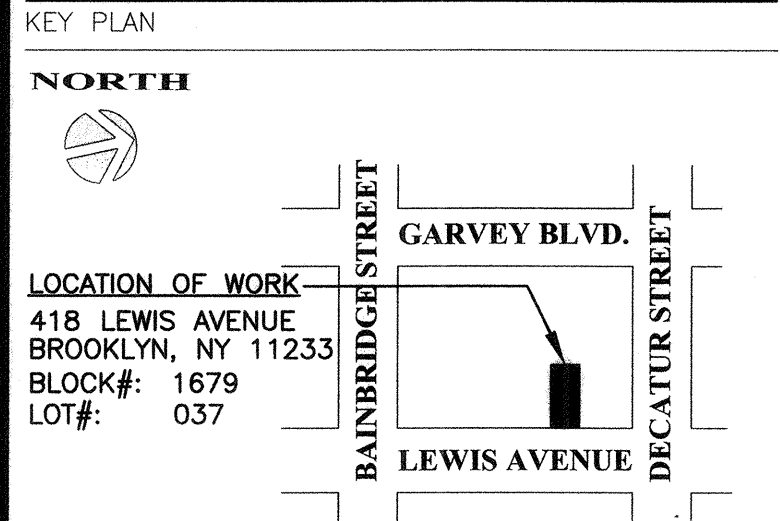 KEY PLAN
NORTH
BAINBRIDGE STREET
GARVEY BLVD.
DECATUR STREET
LOCATION OF WORK
418 LEWIS AVENUE
BROOKLYN, NY 11233
BLOCK#: 1679
LOT#: 037
LEWIS AVENUE